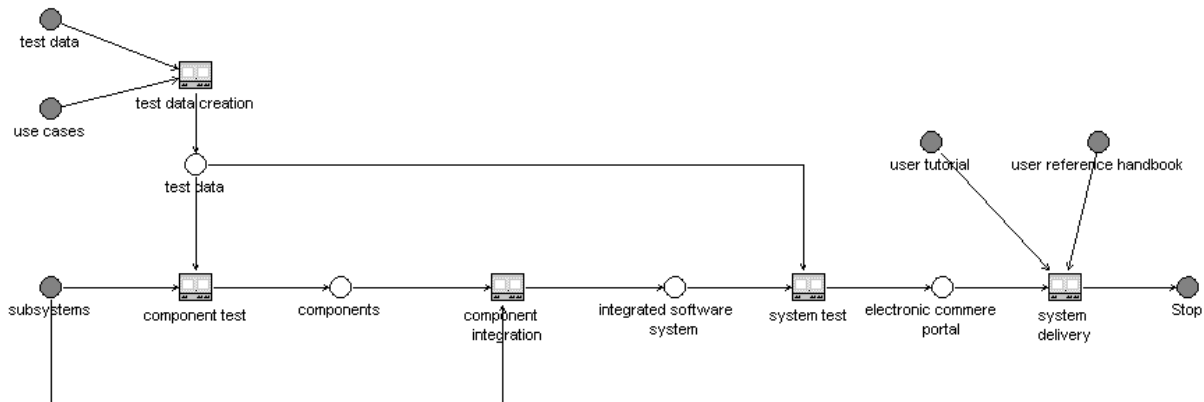 test data
test data creation
use cases
test data
user tutorial
user reference handbook
subsystems
component test
components
component
integration
integrated software
system
system test
electronic commere
portal
system
delivery
Stop